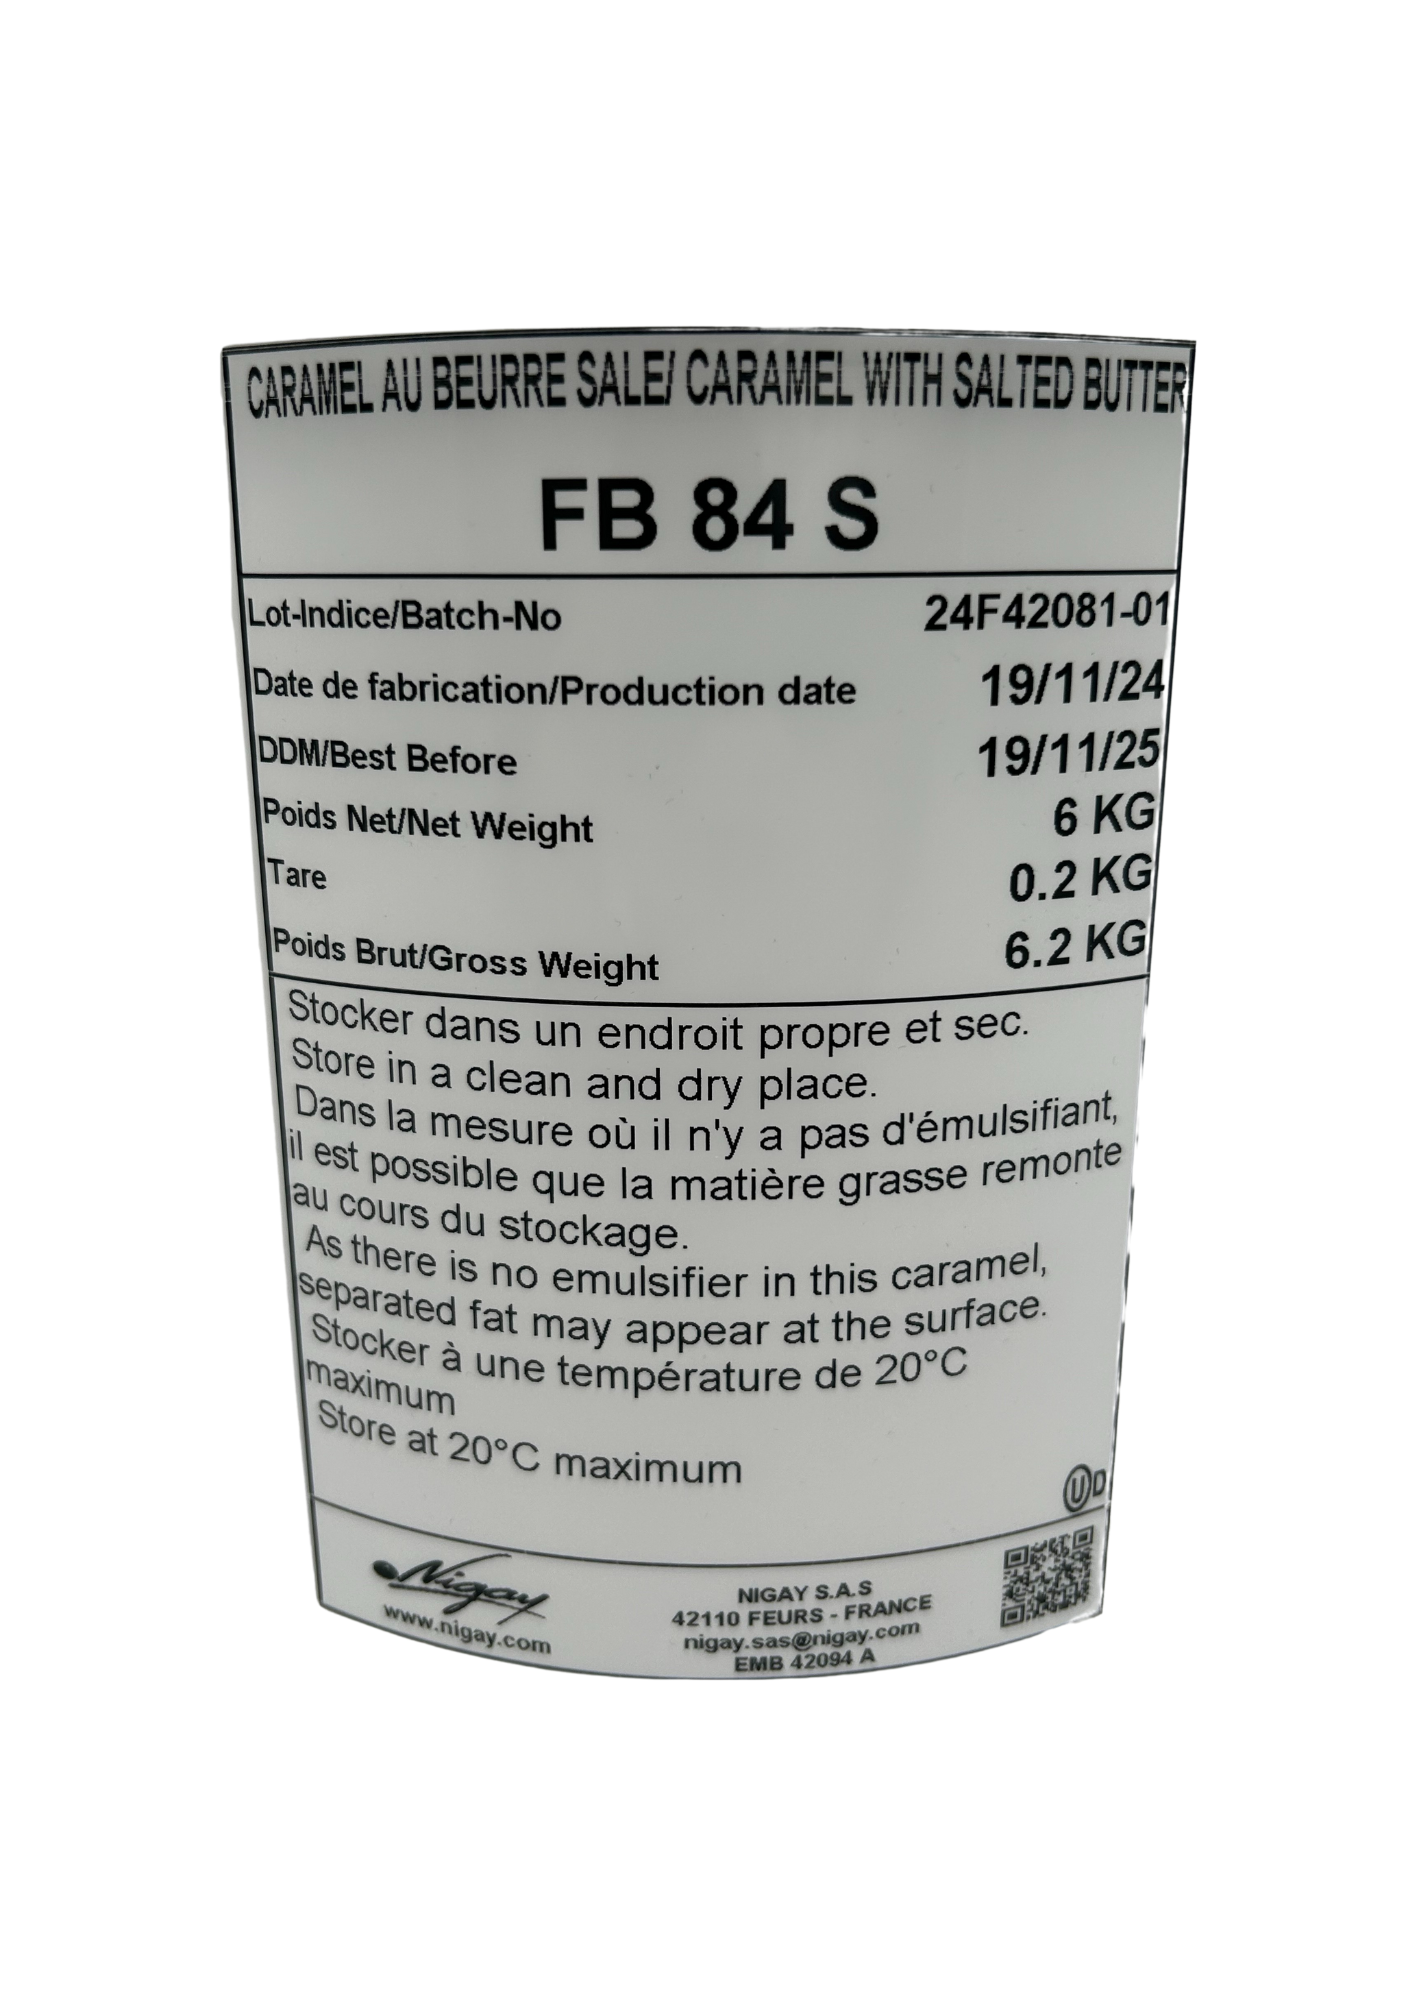 CARAMEL AU BEURRE SALE/ CARAMEL WITH SALTED BUTTER
FB 84 S
Lot-Indice/Batch-No 24F42081-01
Date de fabrication/Production date 19/11/24
DDM/Best Before 19/11/25
Poids Net/Net Weight 6 KG
Tare 0.2 KG
Poids Brut/Gross Weight 6.2 KG
Stocker dans un endroit propre et sec.
Store in a clean and dry place.
Dans la mesure où il n'y a pas d'émulsifiant,
il est possible que la matière grasse remonte
au cours du stockage.
As there is no emulsifier in this caramel,
separated fat may appear at the surface.
Stocker à une température de 20°C
maximum
Store at 20°C maximum
U D
Nigay
www.nigay.com
NIGAY S.A.S
42110 FEURS - FRANCE
nigay.sas@nigay.com
EMB 42094 A